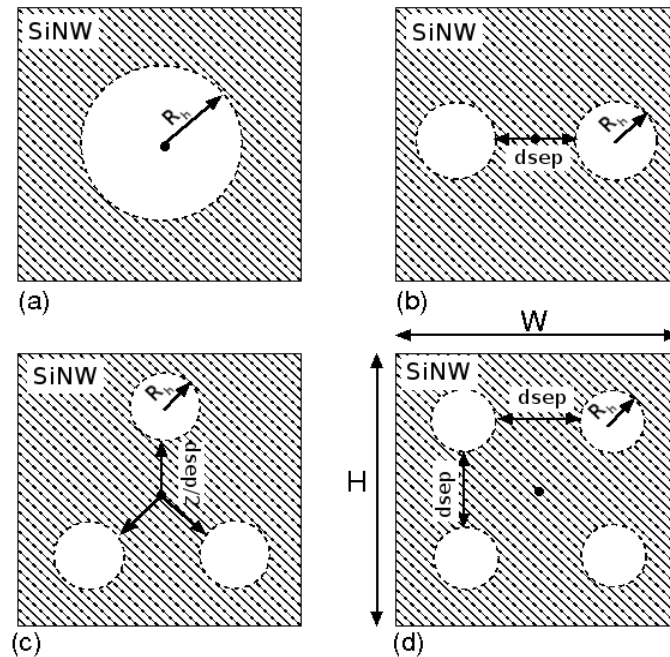 SiNW
R_h
(a)
SiNW
R_h
dsep
(b)
SiNW
R_h
dsep/2
(c)
W
H
SiNW
dsep
R_h
dsep
(d)